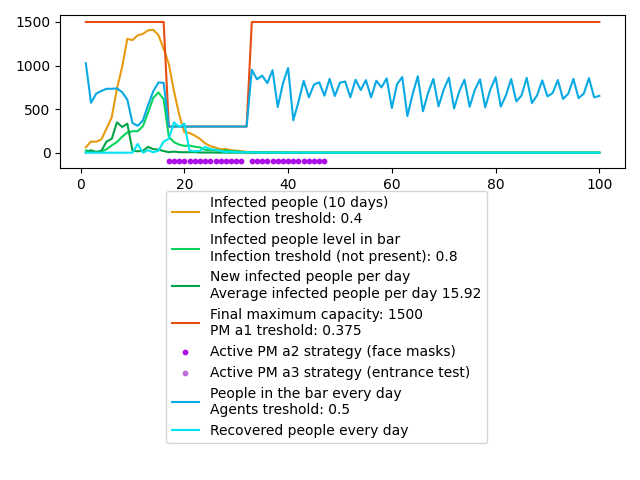 1500
1000
500
0
0 20 40 60 80 100
Infected people (10 days)
Infection treshold: 0.4
Infected people level in bar
Infection treshold (not present): 0.8
New infected people per day
Average infected people per day 15.92
Final maximum capacity: 1500
PM a1 treshold: 0.375
Active PM a2 strategy (face masks)
Active PM a3 strategy (entrance test)
People in the bar every day
Agents treshold: 0.5
Recovered people every day